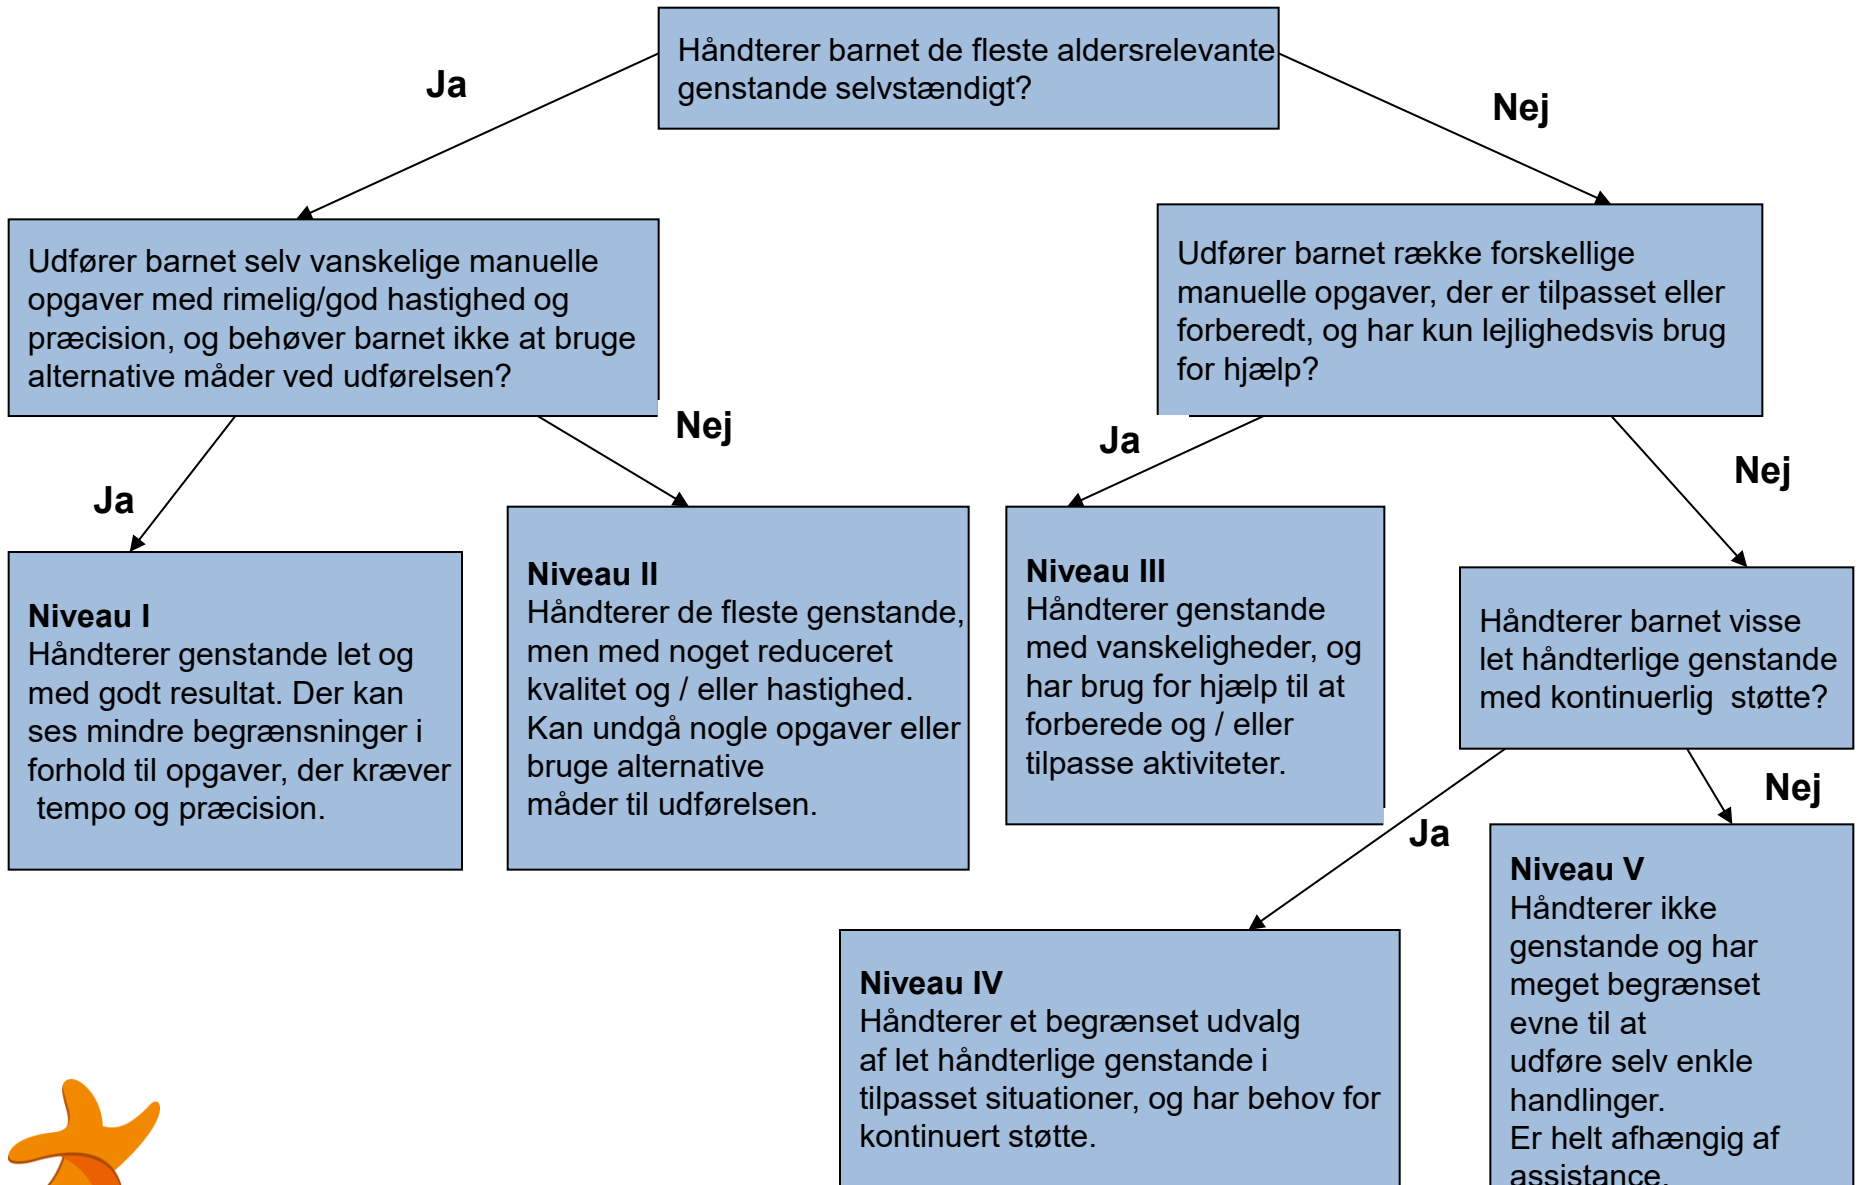 Håndterer barnet de fleste aldersrelevante
genstande selvstændigt?
Ja
Nej
Udfører barnet selv vanskelige manuelle
opgaver med rimelig/god hastighed og
præcision, og behøver barnet ikke at bruge
alternative måder ved udførelsen?
Udfører barnet række forskellige
manuelle opgaver, der er tilpasset eller
forberedt, og har kun lejlighedsvis brug
for hjælp?
Ja
Nej
Ja
Nej
Niveau I
Håndterer genstande let og
med godt resultat. Der kan
ses mindre begrænsninger i
forhold til opgaver, der kræver
tempo og præcision.
Niveau II
Håndterer de fleste genstande,
men med noget reduceret
kvalitet og / eller hastighed.
Kan undgå nogle opgaver eller
bruge alternative
måder til udførelsen.
Niveau III
Håndterer genstande
med vanskeligheder, og
har brug for hjælp til at
forberede og / eller
tilpasse aktiviteter.
Håndterer barnet visse
let håndterlige genstande
med kontinuerlig  støtte?
Ja
Nej
Niveau IV
Håndterer et begrænset udvalg
af let håndterlige genstande i
tilpasset situationer, og har behov for
kontinuert støtte.
Niveau V
Håndterer ikke
genstande og har
meget begrænset
evne til at
udføre selv enkle
handlinger.
Er helt afhængig af
assistance.